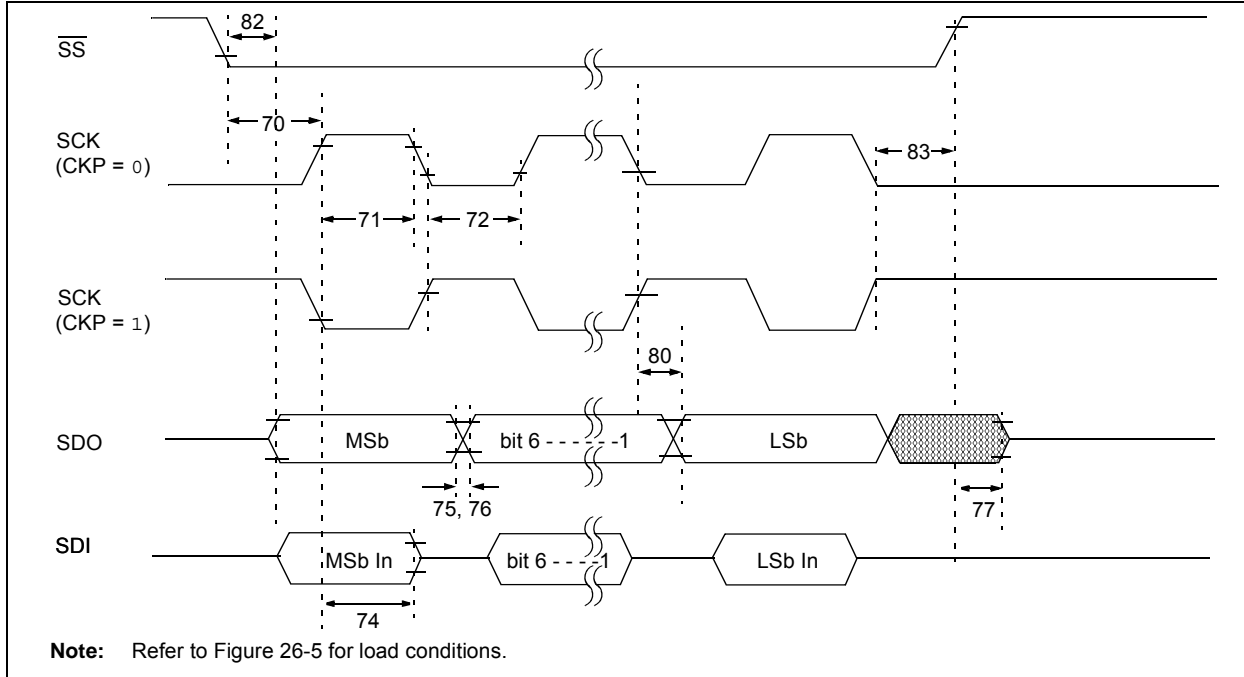 82
SS
70
SCK
(CKP = 0)
83
71
72
SCK
(CKP = 1)
80
SDO
MSb
bit 6 - - - - - -1
LSb
75, 76
77
SDI
MSb In
bit 6 - - - -1
LSb In
74
Note: Refer to Figure 26-5 for load conditions.